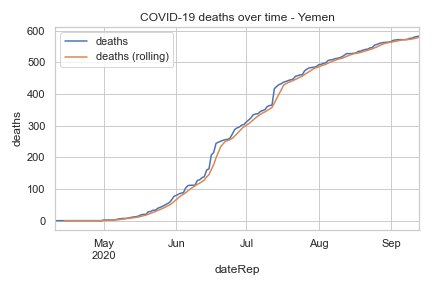 COVID-19 deaths over time - Yemen
deaths
deaths (rolling)
600
500
400
300
200
100
0
deaths
May
2020
Jun
Jul
Aug
Sep
dateRep